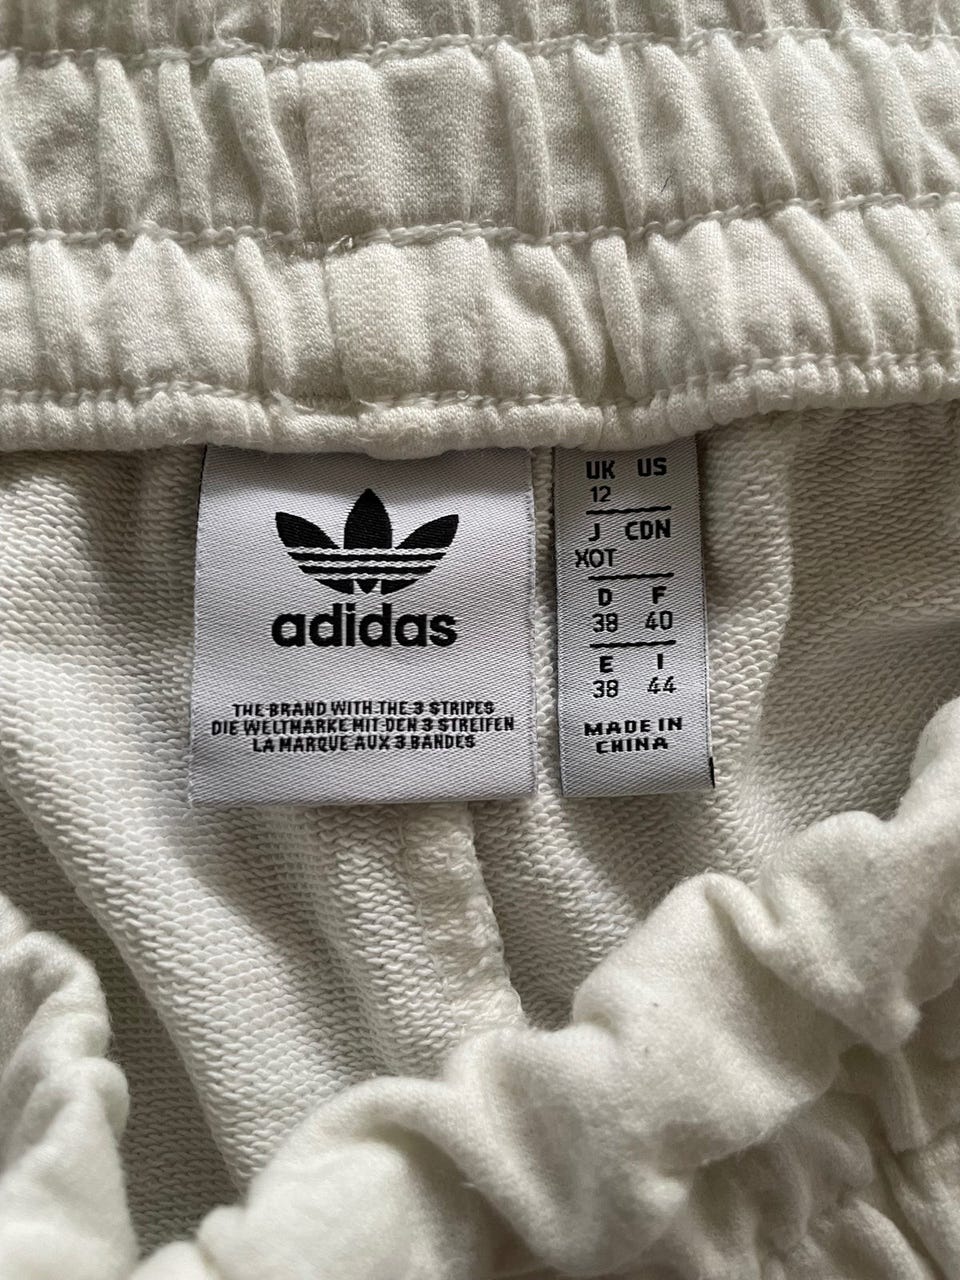 adidas
THE BRAND WITH THE 3 STRIPES
DIE WELTMARKE MIT DEN 3 STREIFEN
LA MARQUE AUX 3 BANDES
UK US
12
J CDN
XOT
D F
38 40
E I
38 44
MADE IN
CHINA